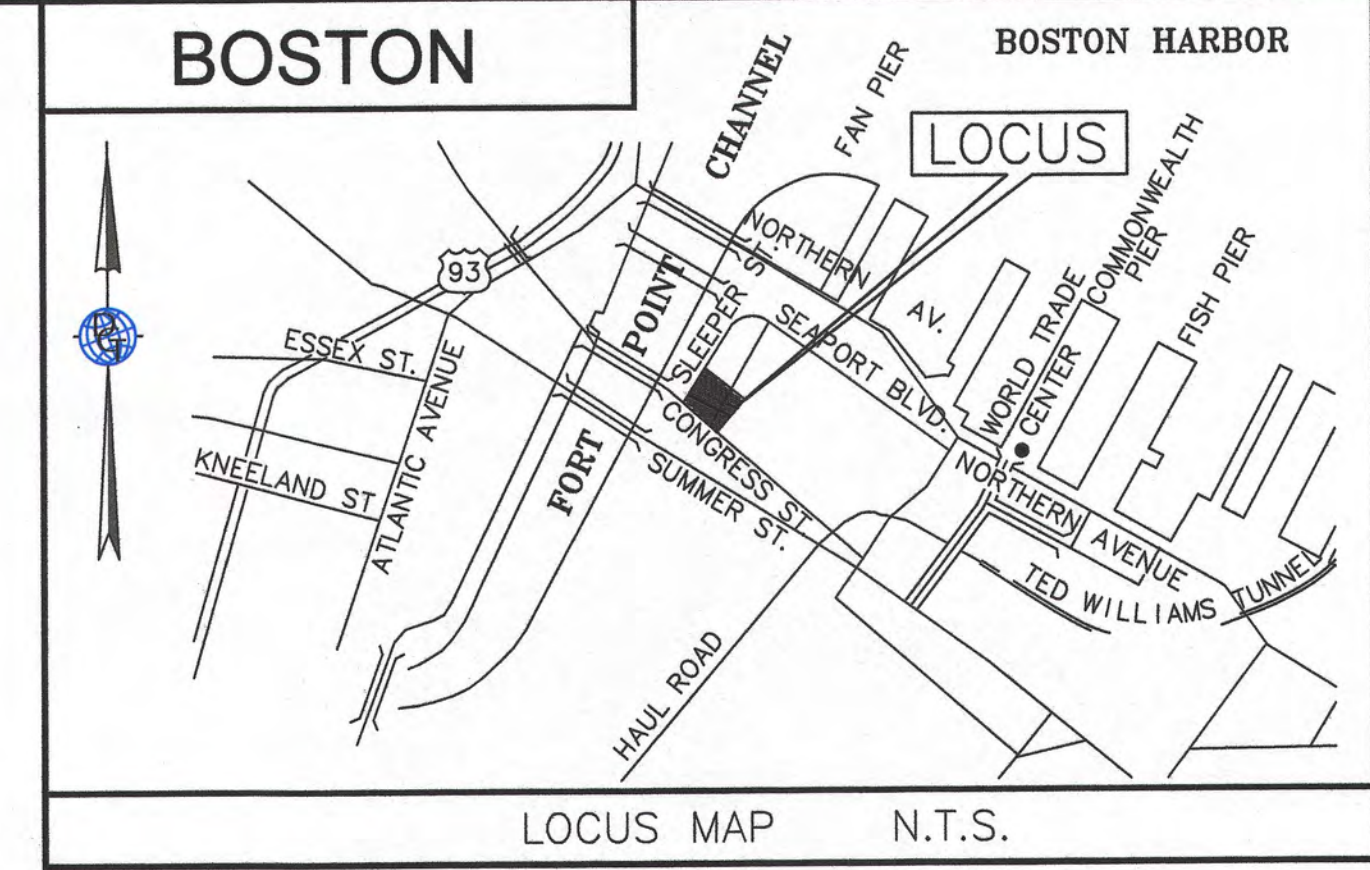 BOSTON
BOSTON HARBOR
CHANNEL
FAN PIER
LOCUS
COMMONWEALTH
PIER
WORLD TRADE
CENTER
FISH PIER
NORTHERN
AV.
93
POINT
SLEEPER ST.
SEAPORT BLVD.
ESSEX ST.
ATLANTIC AVENUE
KNEELAND ST
FORT
CONGRESS ST.
SUMMER ST.
NORTHERN AVENUE
TED WILLIAMS TUNNEL
HAUL ROAD
DGT
LOCUS MAP N.T.S.